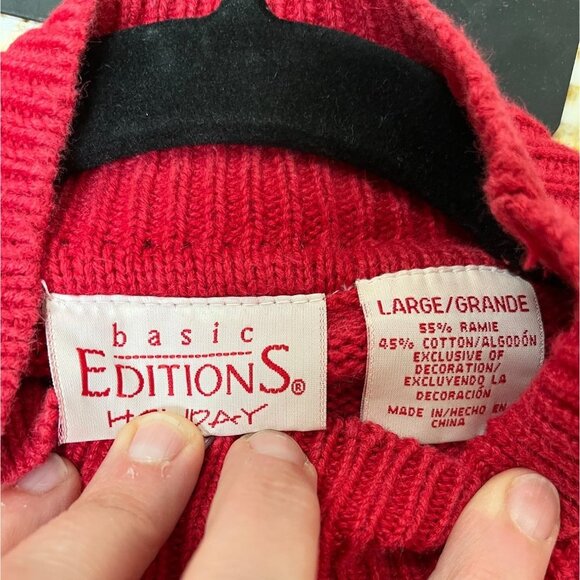 basic
EDITIONS®
HOLIDAY
LARGE/GRANDE
55% RAMIE
45% COTTON/ALGODÓN
EXCLUSIVE OF
DECORATION/
EXCLUYENDO LA
DECORACIÓN
MADE IN/HECHO EN
CHINA